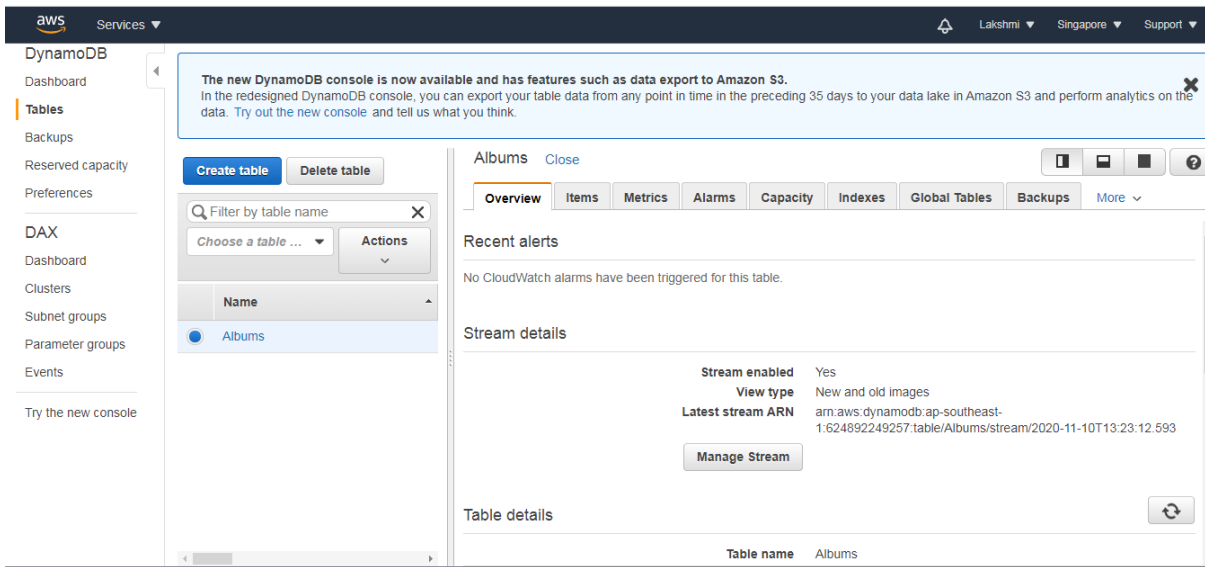 aws
Services
Lakshmi
Singapore
Support
DynamoDB
Dashboard
Tables
Backups
Reserved capacity
Preferences
DAX
Dashboard
Clusters
Subnet groups
Parameter groups
Events
Try the new console
The new DynamoDB console is now available and has features such as data export to Amazon S3.
In the redesigned DynamoDB console, you can export your table data from any point in time in the preceding 35 days to your data lake in Amazon S3 and perform analytics on the
data. Try out the new console and tell us what you think.
Create table
Delete table
Filter by table name
Choose a table ...
Actions
Name
Albums
Albums Close
Overview
Items
Metrics
Alarms
Capacity
Indexes
Global Tables
Backups
More
Recent alerts
No CloudWatch alarms have been triggered for this table.
Stream details
Stream enabled Yes
View type New and old images
Latest stream ARN arn:aws:dynamodb:ap-southeast-
1:624892249257:table/Albums/stream/2020-11-10T13:23:12.593
Manage Stream
Table details
Table name Albums